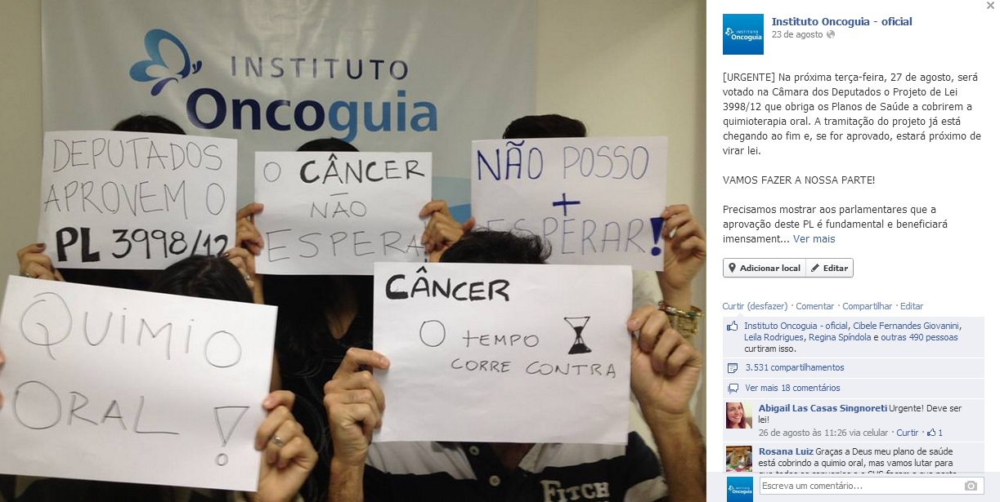 INSTITUTO
Oncoguia
DEPUTADOS
APROVEM O
PL 3998/12
O CÂNCER
NÃO
ESPERA
NÃO POSSO
+
ESPERAR!
QUIMIO
ORAL!
CÂNCER
O TEMPO
CORRE CONTRA
FITCH
INSTITUTO
Oncoguia
Instituto Oncoguia - oficial
23 de agosto
[URGENTE] Na próxima terça-feira, 27 de agosto, será
votado na Câmara dos Deputados o Projeto de Lei
3998/12 que obriga os Planos de Saúde a cobrirem a
quimioterapia oral. A tramitação do projeto já está
chegando ao fim e, se for aprovado, estará próximo de
virar lei.
VAMOS FAZER A NOSSA PARTE!
Precisamos mostrar aos parlamentares que a
aprovação deste PL é fundamental e beneficiará
imensament... Ver mais
Adicionar local Editar
Curtir (desfazer) · Comentar · Compartilhar · Editar
Instituto Oncoguia - oficial, Cibele Fernandes Giovanini,
Leila Rodrigues, Regina Spíndola e outras 490 pessoas
curtiram isso.
3.531 compartilhamentos
Ver mais 18 comentários
Abigail Las Casas Singnoreti Urgente! Deve ser
lei!
26 de agosto às 11:26 via celular · Curtir · 1
Rosana Luiz Graças a Deus meu plano de saúde
está cobrindo a quimio oral, mas vamos lutar para
Oncoguia
Escreva um comentário...